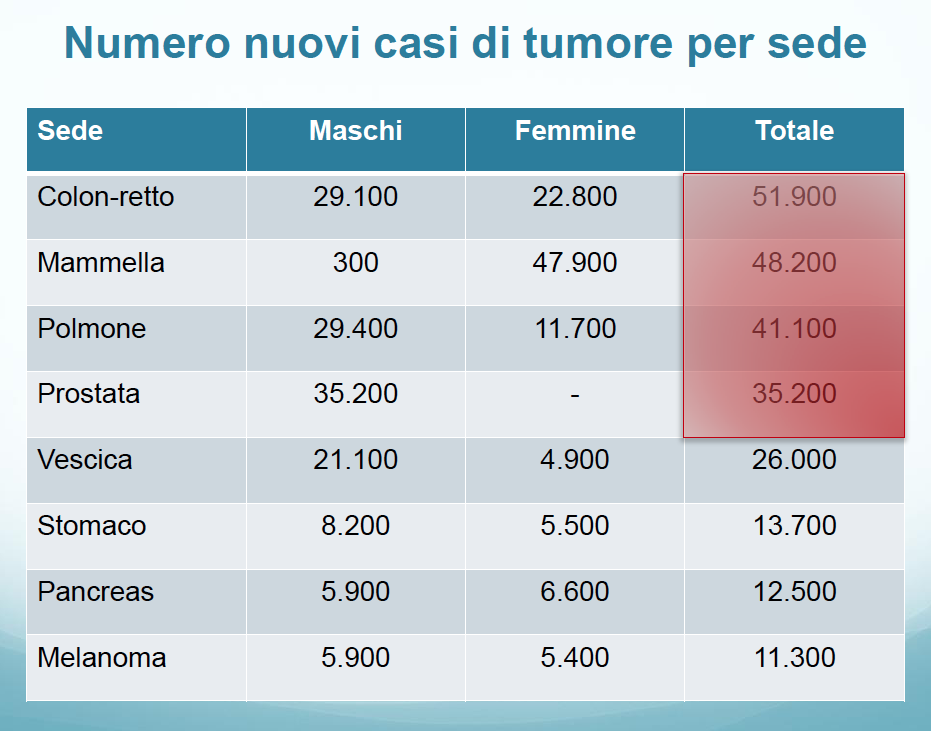 Numero nuovi casi di tumore per sede
Sede Maschi Femmine Totale
Colon-retto 29.100 22.800 51.900
Mammella 300 47.900 48.200
Polmone 29.400 11.700 41.100
Prostata 35.200 - 35.200
Vescica 21.100 4.900 26.000
Stomaco 8.200 5.500 13.700
Pancreas 5.900 6.600 12.500
Melanoma 5.900 5.400 11.300